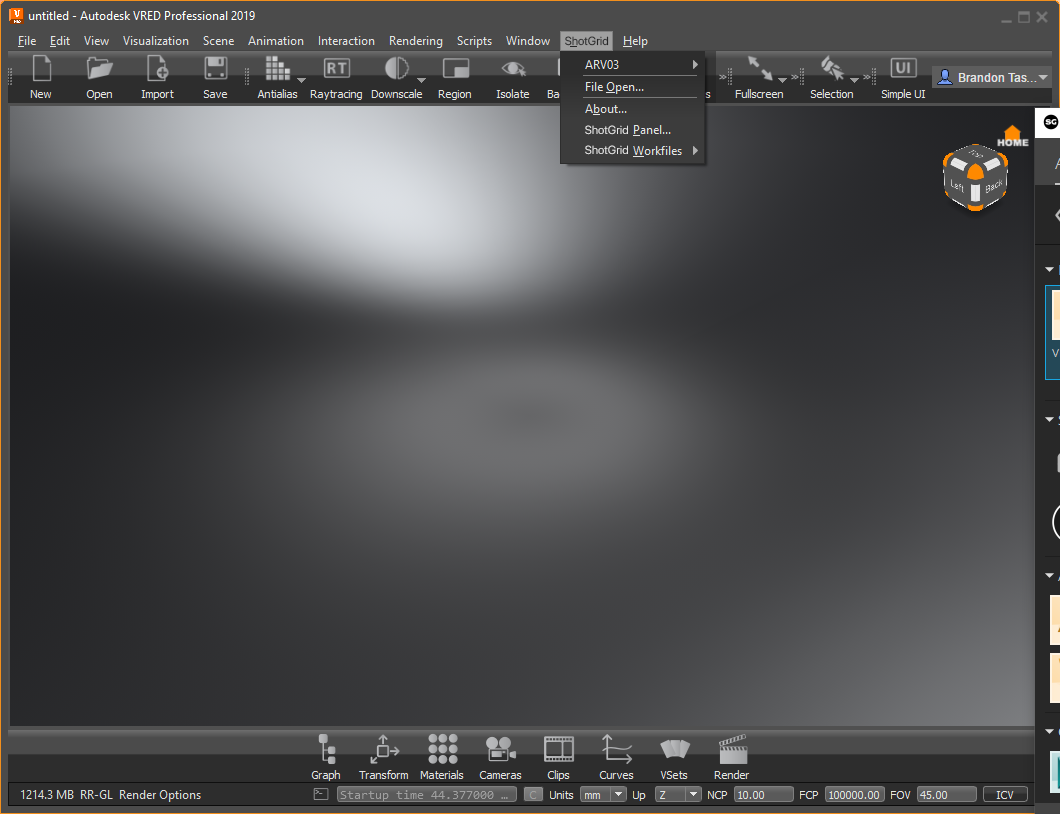 untitled - Autodesk VRED Professional 2019
File Edit View Visualization Scene Animation Interaction Rendering Scripts Window ShotGrid Help
ARV03
File Open...
About...
ShotGrid Panel...
ShotGrid Workfiles
RT UI Brandon Tas...
New Open Import Save Antialias Raytracing Downscale Region Isolate Ba s Fullscreen Selection Simple UI
SG
HOME
Top
Left Back
Graph Transform Materials Cameras Clips Curves VSets Render
1214.3 MB RR-GL Render Options Startup time 44.377000 ... C Units mm Up Z NCP 10.00 FCP 100000.00 FOV 45.00 ICV